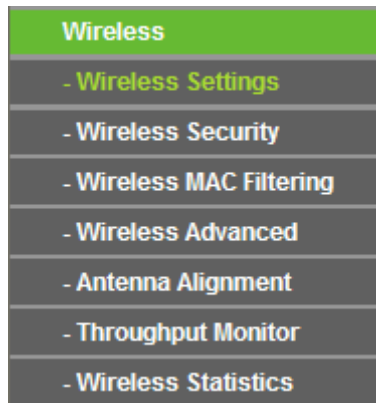 Wireless
- Wireless Settings
- Wireless Security
- Wireless MAC Filtering
- Wireless Advanced
- Antenna Alignment
- Throughput Monitor
- Wireless Statistics